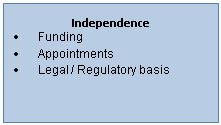 Independence
• Funding
• Appointments
• Legal / Regulatory basis